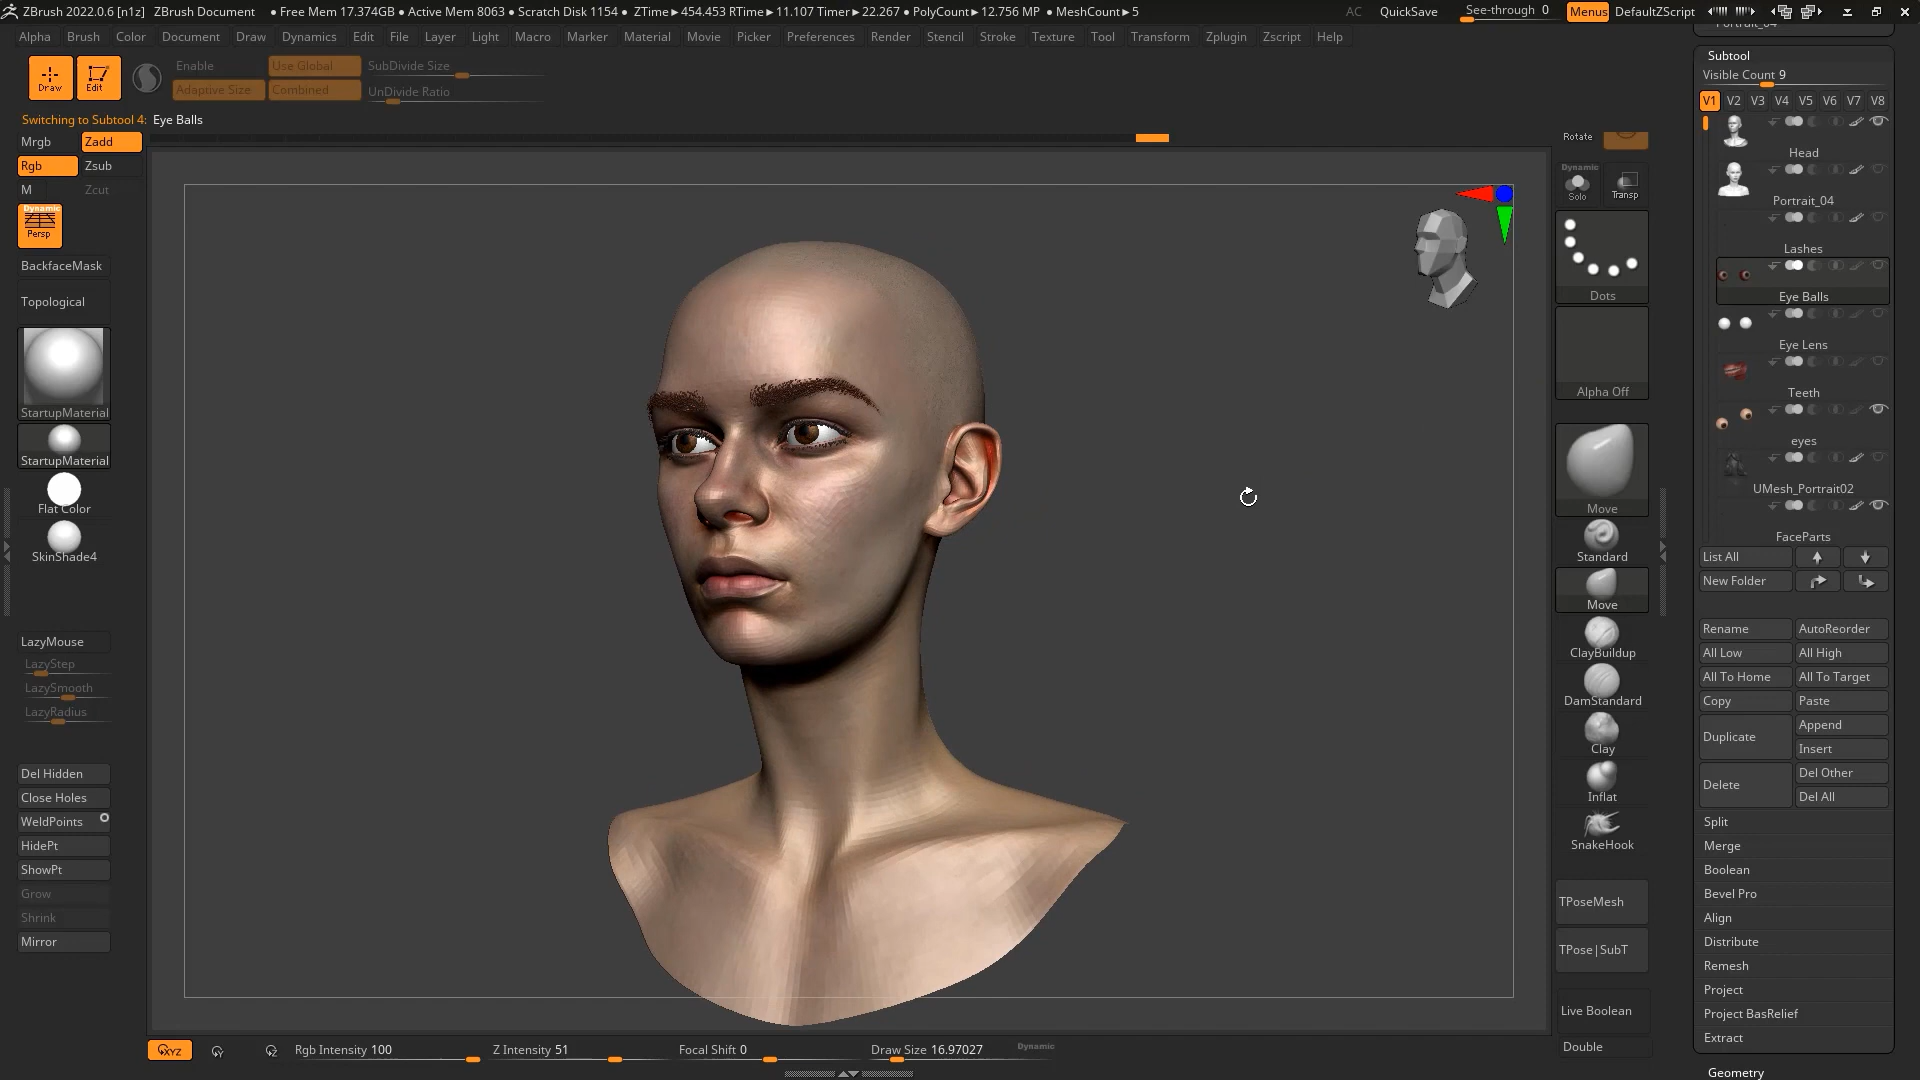 ZBrush 2022.0.6 [n1z] ZBrush Document ● Free Mem 17.374GB ● Active Mem 8063 ● Scratch Disk 1154 ● ZTime►454.453 RTime►11.107 Timer►22.267 ● PolyCount►12.756 MP ● MeshCount►5 AC QuickSave See-through 0 Menus DefaultZScript
Portrait_04
Alpha Brush Color Document Draw Dynamics Edit File Layer Light Macro Marker Material Movie Picker Preferences Render Stencil Stroke Texture Tool Transform Zplugin Zscript Help
Draw Edit
Enable Use Global SubDivide Size
Adaptive Size Combined UnDivide Ratio
Switching to Subtool 4: Eye Balls
Mrgb Zadd
Rgb Zsub
M Zcut
Dynamic
Persp
BackfaceMask
Topological
StartupMaterial
StartupMaterial
Flat Color
SkinShade4
LazyMouse
LazyStep
LazySmooth
LazyRadius
Del Hidden
Close Holes
WeldPoints
HidePt
ShowPt
Grow
Shrink
Mirror
XYZ Y Z Rgb Intensity 100 Z Intensity 51 Focal Shift 0 Draw Size 16.97027 Dynamic
Rotate
Dynamic
Solo Transp
Dots
Alpha Off
Move
Standard
Move
ClayBuildup
DamStandard
Clay
Inflat
SnakeHook
TPoseMesh
TPose|SubT
Live Boolean
Double
Subtool
Visible Count 9
V1 V2 V3 V4 V5 V6 V7 V8
Head
Portrait_04
Lashes
Eye Balls
Eye Lens
Teeth
eyes
UMesh_Portrait02
FaceParts
List All
New Folder
Rename AutoReorder
All Low All High
All To Home All To Target
Copy Paste
Duplicate Append
Insert
Delete Del Other
Del All
Split
Merge
Boolean
Bevel Pro
Align
Distribute
Remesh
Project
Project BasRelief
Extract
Geometry